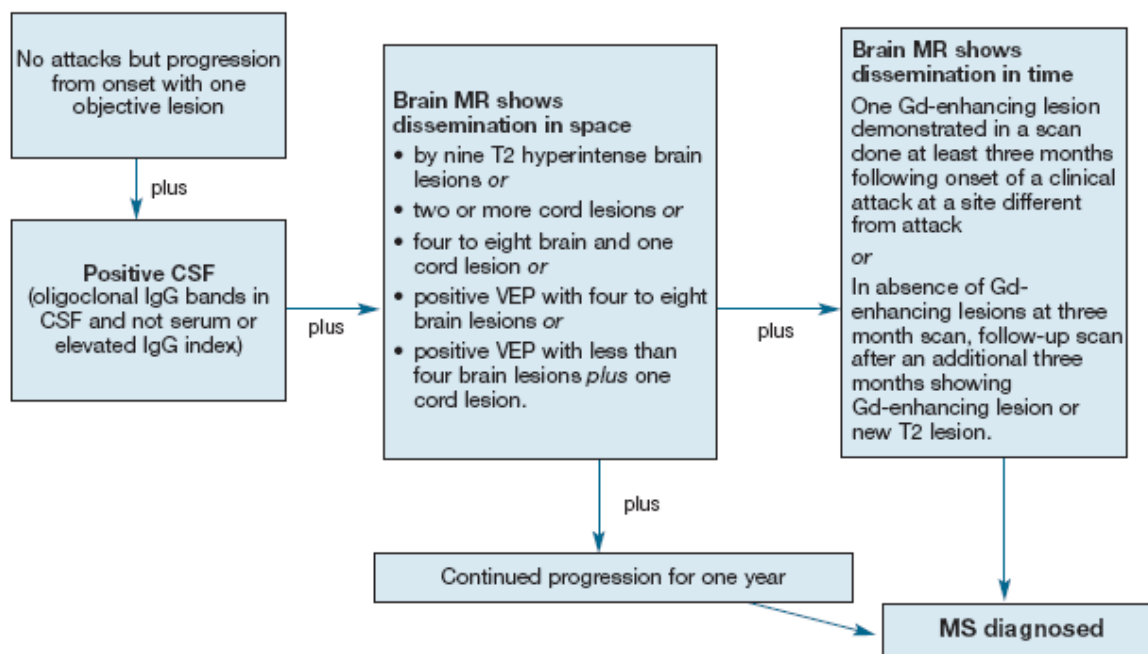 No attacks but progression
from onset with one
objective lesion
plus
Positive CSF
(oligoclonal IgG bands in
CSF and not serum or
elevated IgG index)
plus
Brain MR shows
dissemination in space
• by nine T2 hyperintense brain
lesions or
• two or more cord lesions or
• four to eight brain and one
cord lesion or
• positive VEP with four to eight
brain lesions or
• positive VEP with less than
four brain lesions plus one
cord lesion.
plus
Brain MR shows
dissemination in time
One Gd-enhancing lesion
demonstrated in a scan
done at least three months
following onset of a clinical
attack at a site different
from attack
or
In absence of Gd-
enhancing lesions at three
month scan, follow-up scan
after an additional three
months showing
Gd-enhancing lesion or
new T2 lesion.
plus
Continued progression for one year
MS diagnosed